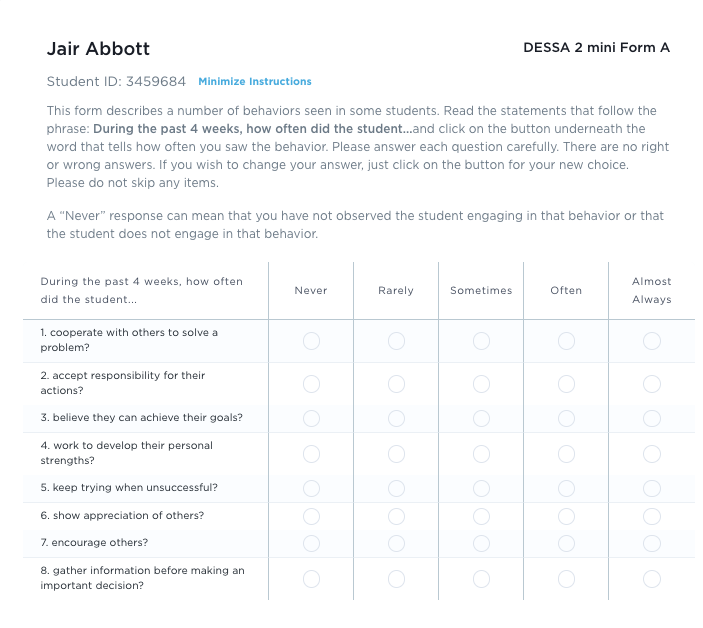 Jair Abbott
DESSA 2 mini Form A
Student ID: 3459684 Minimize Instructions
This form describes a number of behaviors seen in some students. Read the statements that follow the
phrase: During the past 4 weeks, how often did the student...and click on the button underneath the
word that tells how often you saw the behavior. Please answer each question carefully. There are no right
or wrong answers. If you wish to change your answer, just click on the button for your new choice.
Please do not skip any items.
A “Never” response can mean that you have not observed the student engaging in that behavior or that
the student does not engage in that behavior.
During the past 4 weeks, how often
did the student...
Never
Rarely
Sometimes
Often
Almost
Always
1. cooperate with others to solve a
problem?
2. accept responsibility for their
actions?
3. believe they can achieve their goals?
4. work to develop their personal
strengths?
5. keep trying when unsuccessful?
6. show appreciation of others?
7. encourage others?
8. gather information before making an
important decision?